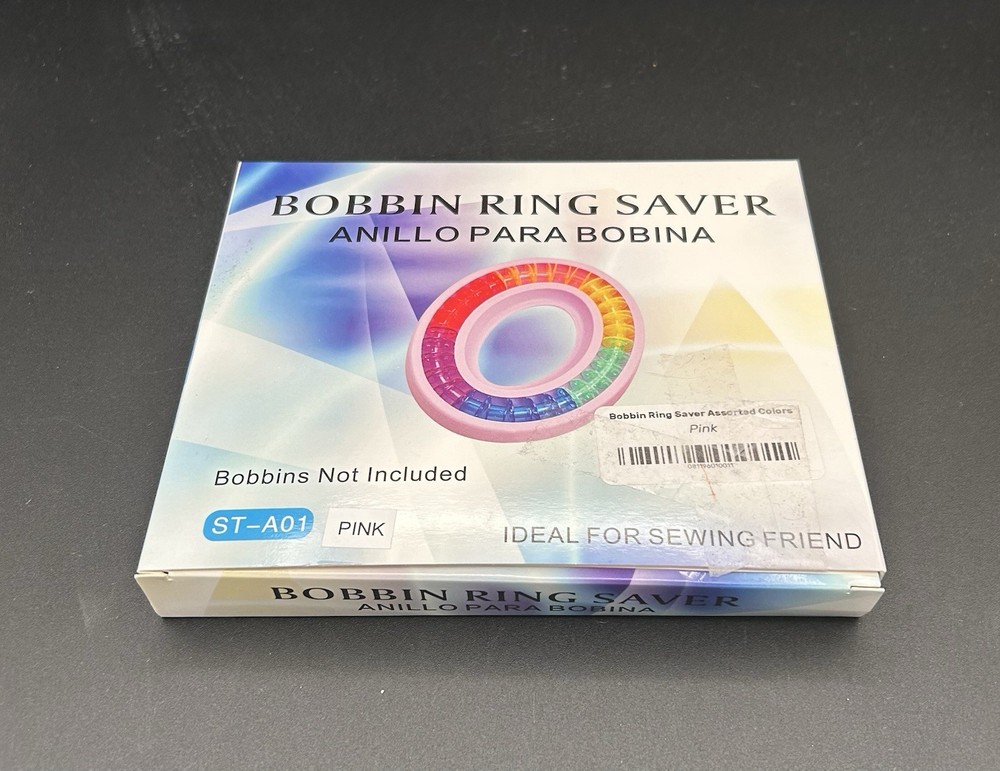 BOBBIN RING SAVER
ANILLO PARA BOBINA
Bobbin Ring Saver Assorted Colors
Pink
081196010011
Bobbins Not Included
ST-A01
PINK
IDEAL FOR SEWING FRIEND
BOBBIN RING SAVER
ANILLO PARA BOBINA